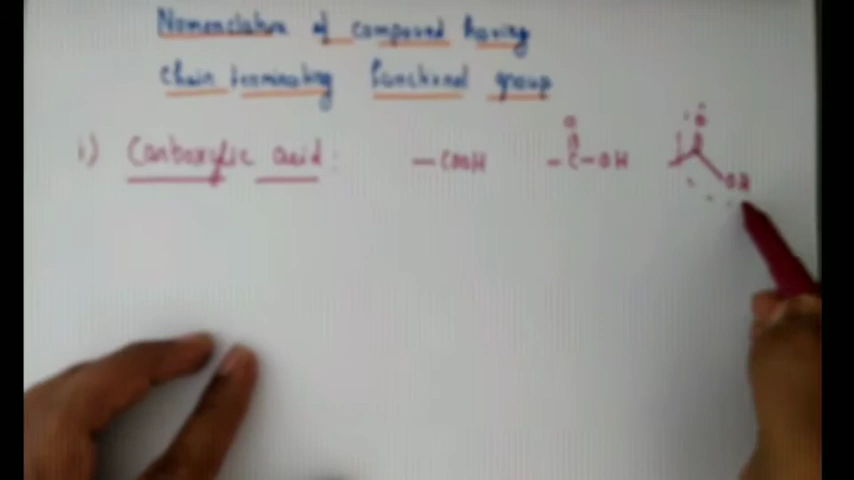 Nomenclature of compound having
chain terminating functional group
i) Carboxylic acid : — COOH
O
– C – OH
O
OH